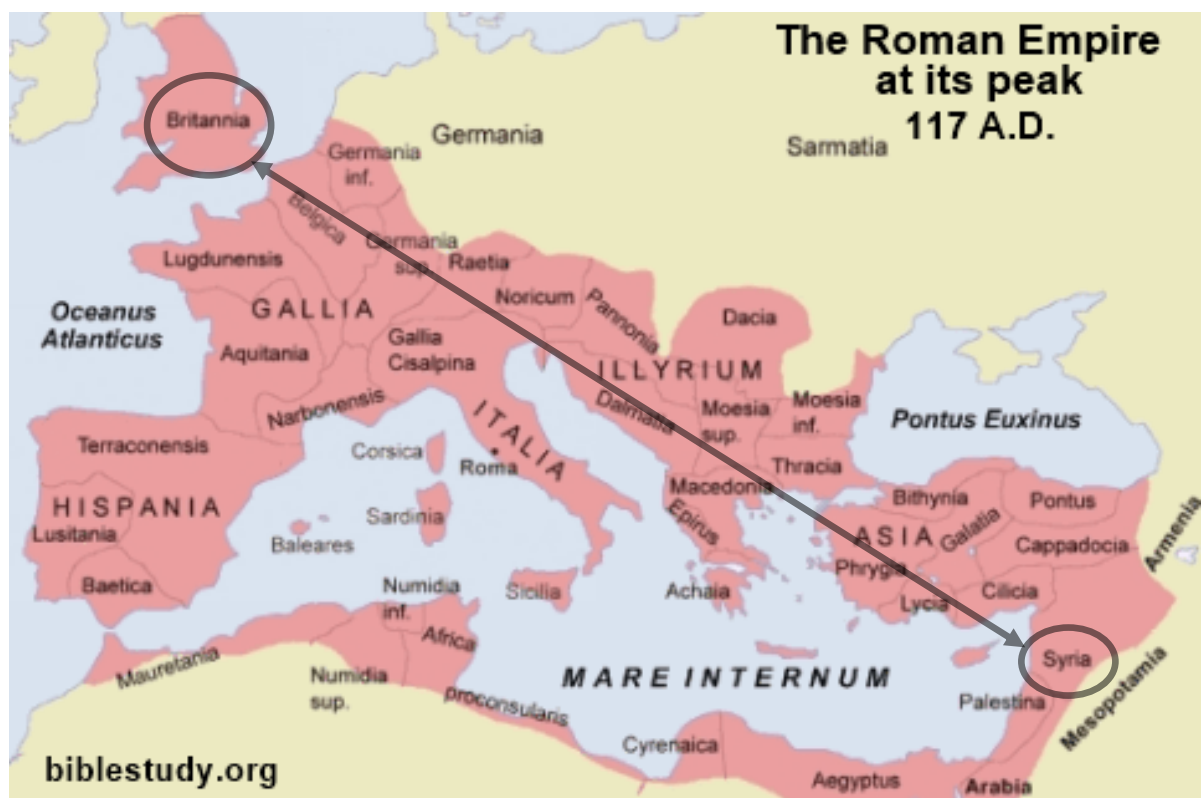 The Roman Empire
at its peak
117 A.D.
Britannia
Germania
Sarmatia
Germania
inf.
Belgica
Germania
sup.
Raetia
Lugdunensis
Noricum
Pannonia
Dacia
Oceanus
Atlanticus
GALLIA
Gallia
Cisalpina
Aquitania
ILLYRIUM
Dalmatia
Moesia
sup.
Moesia
inf.
Pontus Euxinus
Narbonensis
ITALIA
Terraconensis
Corsica
Roma
Thracia
Macedonia
Bithynia
Pontus
HISPANIA
Lusitania
Sardinia
Epirus
ASIA
Galatia
Cappadocia
Armenia
Baleares
Phrygia
Baetica
Numidia
inf.
Sicilia
Achaia
Lycia
Cilicia
Africa
Mauretania
Numidia
sup.
MARE INTERNUM
Syria
Palestina
Mesopotamia
proconsularis
Cyrenaica
biblestudy.org
Aegyptus
Arabia